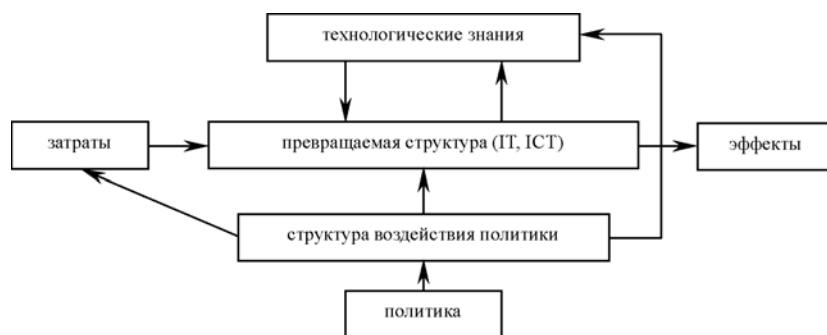 технологические знания
затраты
превращаемая структура (IT, ICT)
эффекты
структура воздействия политики
политика